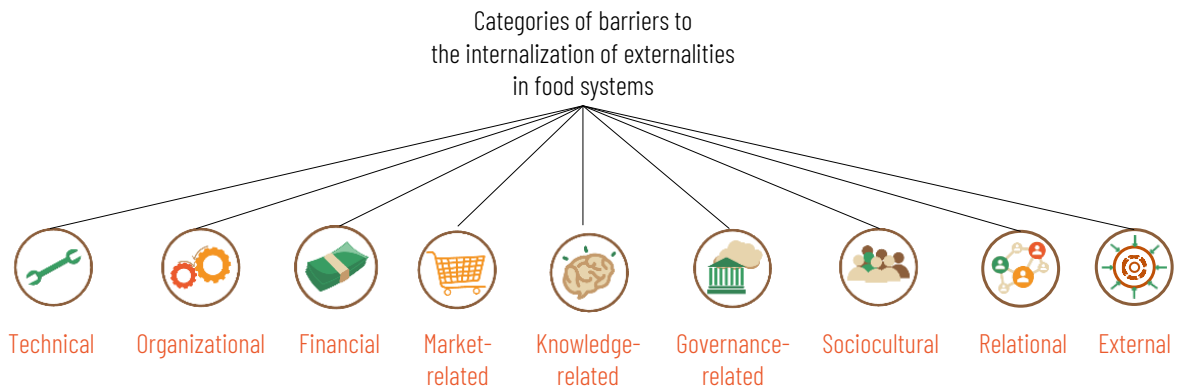 Categories of barriers to
the internalization of externalities
in food systems
Technical
Organizational
Financial
Market-
related
Knowledge-
related
Governance-
related
Sociocultural
Relational
External